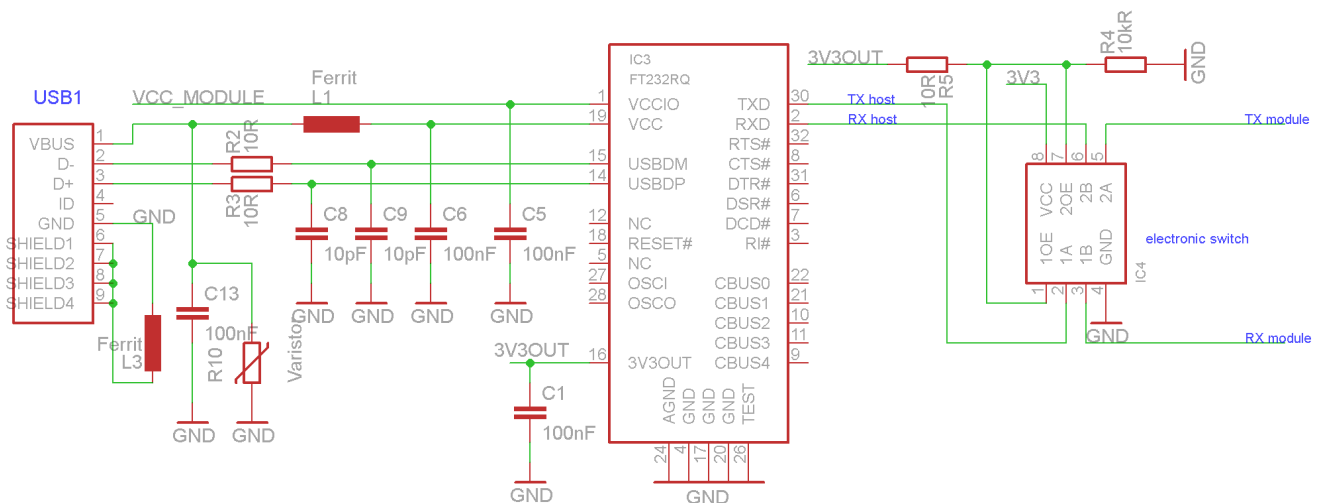 USB1
VBUS
D-
D+
ID
GND
SHIELD1
SHIELD2
SHIELD3
SHIELD4
1
2
3
4
5
6
7
8
9
VCC_MODULE
GND
Ferrit
L1
R2
10R
R3
10R
C8
10pF
C9
10pF
C6
100nF
C5
100nF
GND
GND
GND
GND
Ferrit
L3
C13
100nF
R10
Varistor
GND
GND
3V3OUT
C1
100nF
GND
IC3
FT232RQ
1
19
15
14
12
18
5
27
28
16
VCCIO
VCC
USBDM
USBDP
NC
RESET#
NC
OSCI
OSCO
3V3OUT
TXD
RXD
RTS#
CTS#
DTR#
DSR#
DCD#
RI#
CBUS0
CBUS1
CBUS2
CBUS3
CBUS4
30
2
32
8
31
6
7
3
22
21
10
11
9
AGND
GND
GND
GND
TEST
24
4
17
20
26
GND
3V3OUT
10R
R5
R4
10kR
GND
3V3
TX host
RX host
TX module
8
7
6
5
VCC
2OE
2B
2A
1OE
1A
1B
GND
1
2
3
4
IC4
electronic switch
GND
RX module